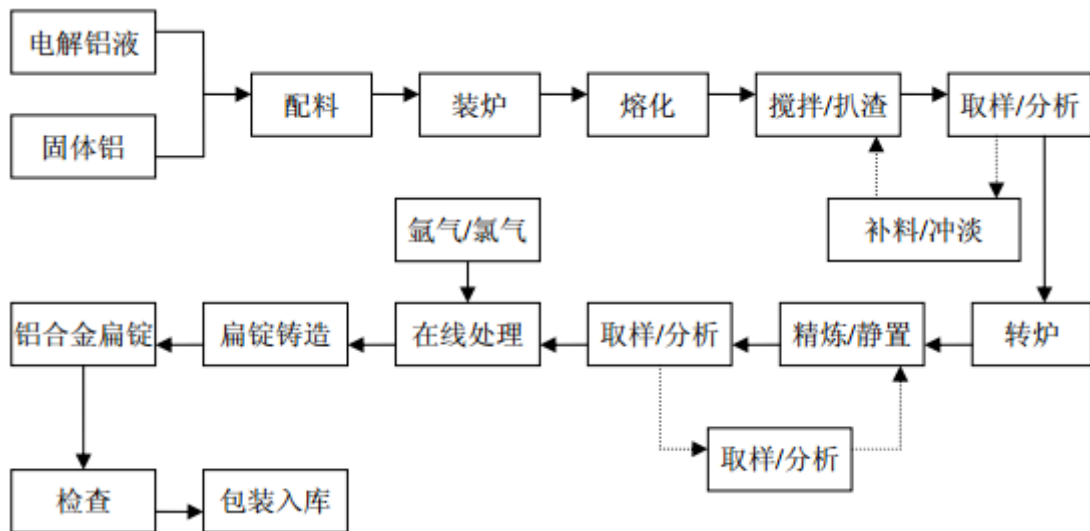 电解铝液
固体铝
配料
装炉
熔化
搅拌/扒渣
取样/分析
补料/冲淡
氩气/氯气
铝合金扁锭
扁锭铸造
在线处理
取样/分析
精炼/静置
转炉
取样/分析
检查
包装入库